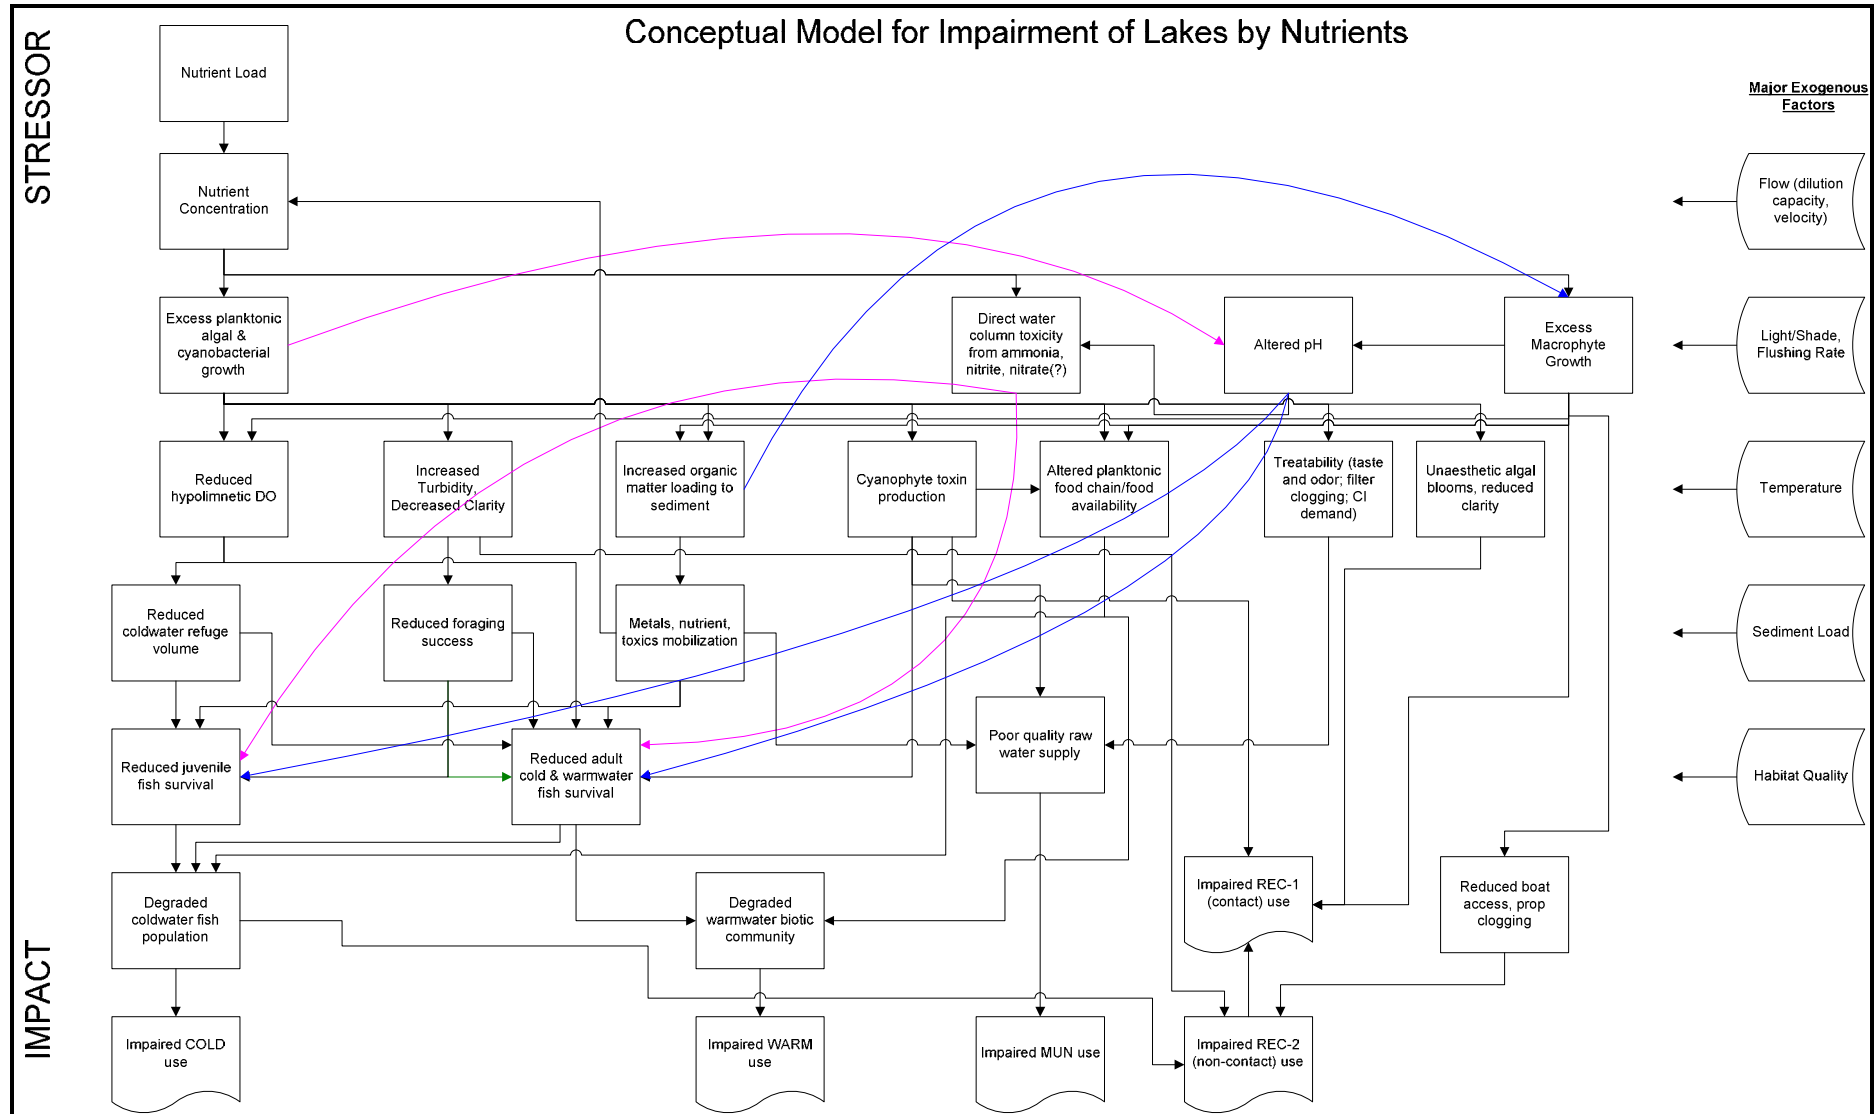 Conceptual Model for Impairment of Lakes by Nutrients
STRESSOR
Nutrient Load
Major Exogenous
Factors
Nutrient
Concentration
Flow (dilution
capacity,
velocity)
Excess planktonic
algal &
cyanobacterial
growth
Direct water
column toxicity
from ammonia,
nitrite, nitrate(?)
Altered pH
Excess
Macrophyte
Growth
Light/Shade,
Flushing Rate
Reduced
hypolimnetic DO
Increased
Turbidity,
Decreased Clarity
Increased organic
matter loading to
sediment
Cyanophyte toxin
production
Altered planktonic
food chain/food
availability
Treatability (taste
and odor; filter
clogging; Cl
demand)
Unaesthetic algal
blooms, reduced
clarity
Temperature
Reduced
coldwater refuge
volume
Reduced foraging
success
Metals, nutrient,
toxics mobilization
Sediment Load
Reduced juvenile
fish survival
Reduced adult
cold & warmwater
fish survival
Poor quality raw
water supply
Habitat Quality
IMPACT
Degraded
coldwater fish
population
Degraded
warmwater biotic
community
Impaired REC-1
(contact) use
Reduced boat
access, prop
clogging
Impaired COLD
use
Impaired WARM
use
Impaired MUN use
Impaired REC-2
(non-contact) use